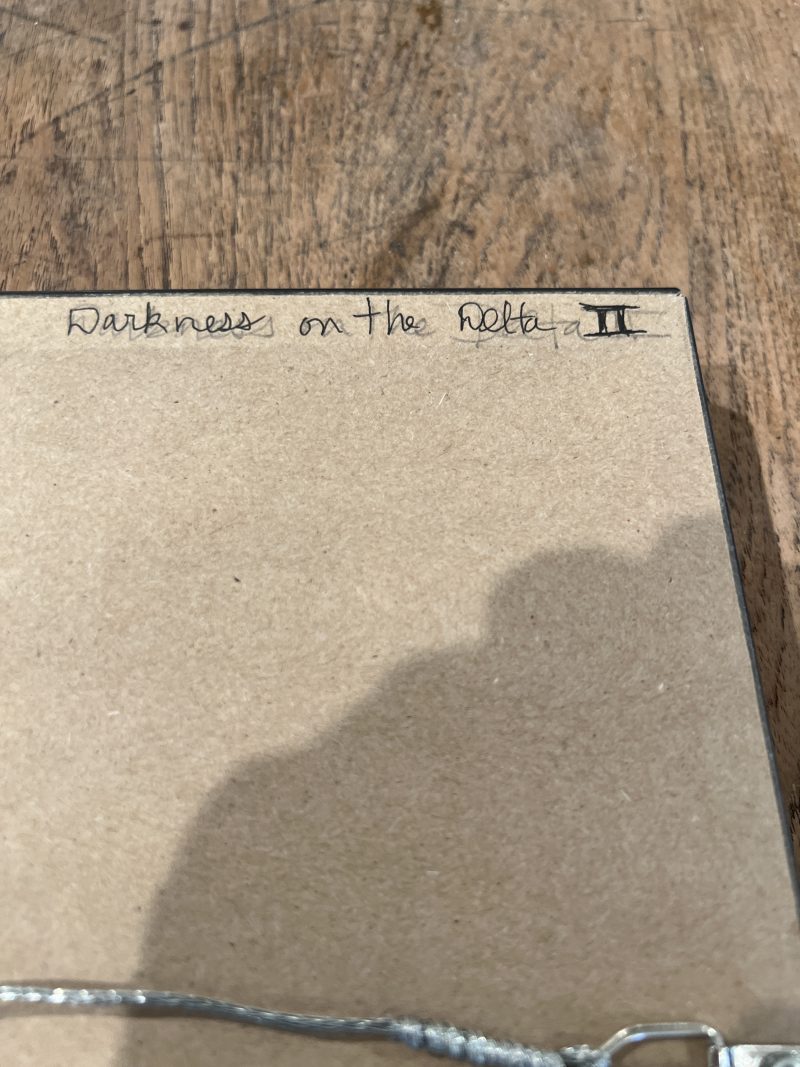 Darkness on the Delta II